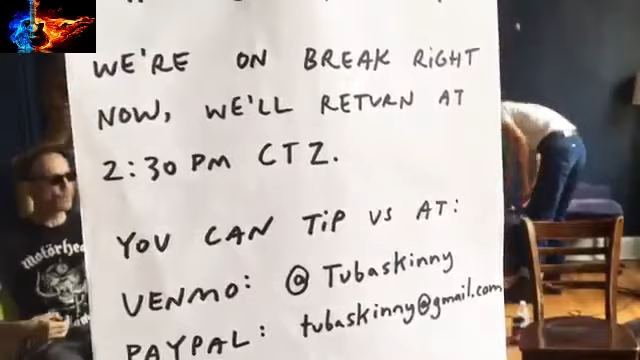 WE'RE ON BREAK RIGHT
NOW, WE'LL RETURN AT
2:30 PM CTZ.
YOU CAN TIP US AT:
VENMO: @Tubaskinny
PAYPAL: tubaskinny@gmail.com
Motörhe